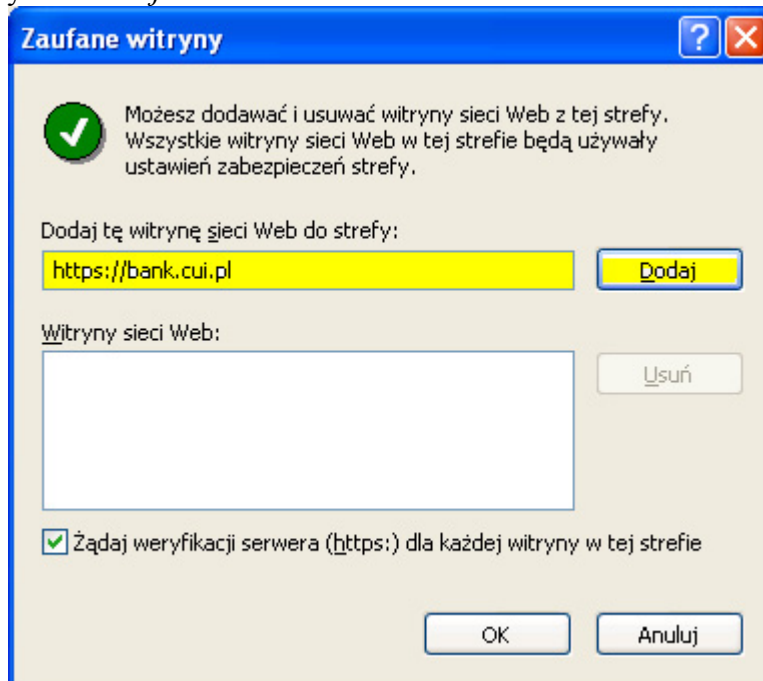 Zaufane witryny
Możesz dodawać i usuwać witryny sieci Web z tej strefy.
Wszystkie witryny sieci Web w tej strefie będą używały
ustawień zabezpieczeń strefy.
Dodaj tę witrynę sieci Web do strefy:
https://bank.cui.pl
Dodaj
Witryny sieci Web:
Usuń
Żądaj weryfikacji serwera (https:) dla każdej witryny w tej strefie
OK
Anuluj